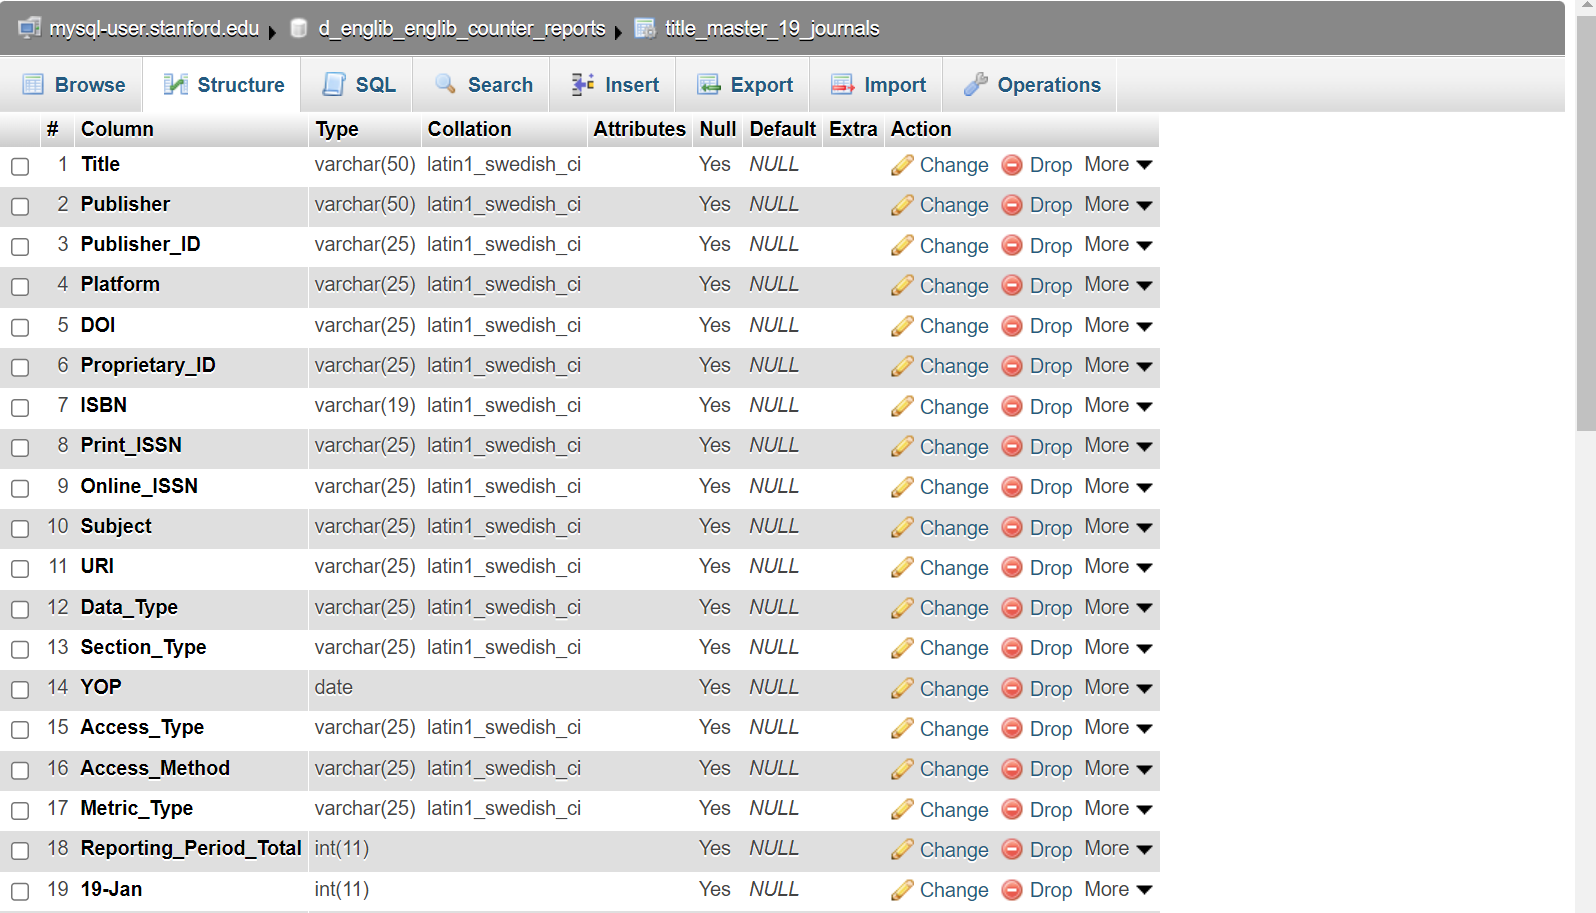 mysql-user.stanford.edu d_englib_englib_counter_reports title_master_19_journals
Browse Structure SQL Search Insert Export Import Operations
# Column Type Collation Attributes Null Default Extra Action
1 Title varchar(50) latin1_swedish_ci Yes NULL Change Drop More
2 Publisher varchar(50) latin1_swedish_ci Yes NULL Change Drop More
3 Publisher_ID varchar(25) latin1_swedish_ci Yes NULL Change Drop More
4 Platform varchar(25) latin1_swedish_ci Yes NULL Change Drop More
5 DOI varchar(25) latin1_swedish_ci Yes NULL Change Drop More
6 Proprietary_ID varchar(25) latin1_swedish_ci Yes NULL Change Drop More
7 ISBN varchar(19) latin1_swedish_ci Yes NULL Change Drop More
8 Print_ISSN varchar(25) latin1_swedish_ci Yes NULL Change Drop More
9 Online_ISSN varchar(25) latin1_swedish_ci Yes NULL Change Drop More
10 Subject varchar(25) latin1_swedish_ci Yes NULL Change Drop More
11 URI varchar(25) latin1_swedish_ci Yes NULL Change Drop More
12 Data_Type varchar(25) latin1_swedish_ci Yes NULL Change Drop More
13 Section_Type varchar(25) latin1_swedish_ci Yes NULL Change Drop More
14 YOP date Yes NULL Change Drop More
15 Access_Type varchar(25) latin1_swedish_ci Yes NULL Change Drop More
16 Access_Method varchar(25) latin1_swedish_ci Yes NULL Change Drop More
17 Metric_Type varchar(25) latin1_swedish_ci Yes NULL Change Drop More
18 Reporting_Period_Total int(11) Yes NULL Change Drop More
19 19-Jan int(11) Yes NULL Change Drop More